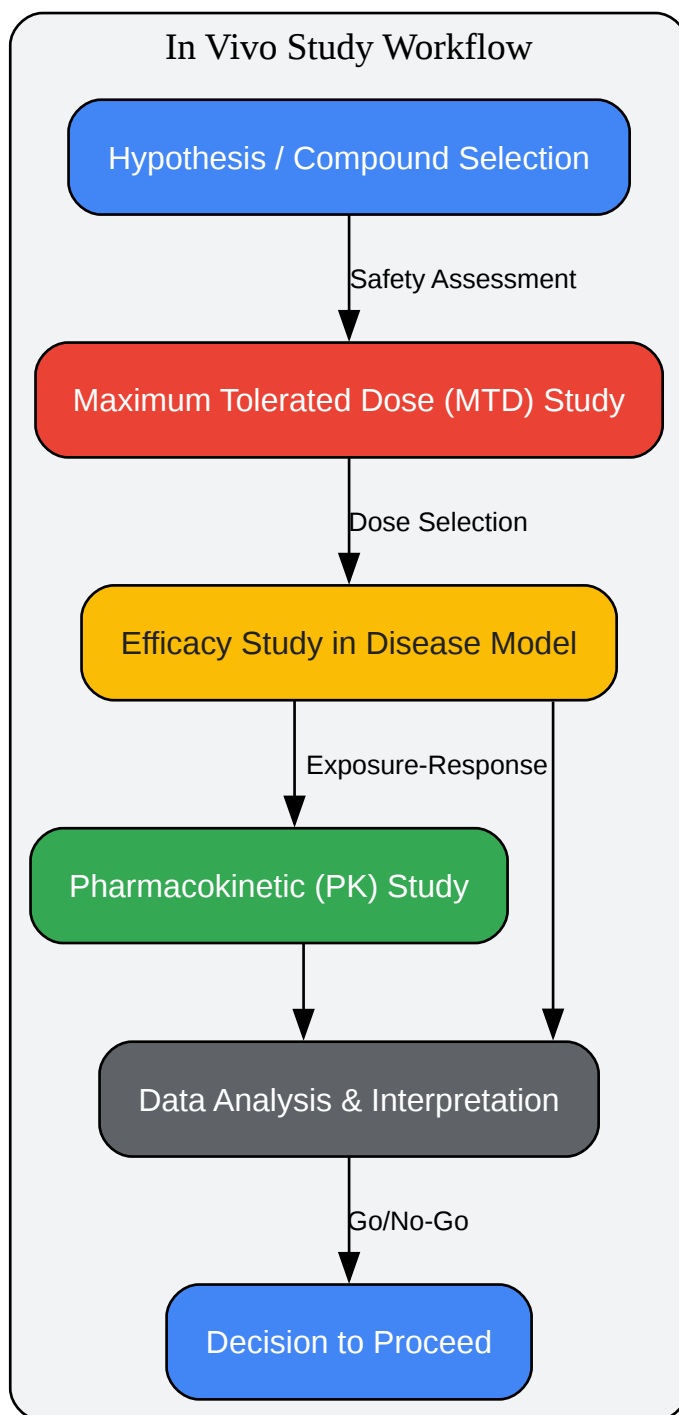 In Vivo Study Workflow
Hypothesis / Compound Selection
Safety Assessment
Maximum Tolerated Dose (MTD) Study
Dose Selection
Efficacy Study in Disease Model
Exposure-Response
Pharmacokinetic (PK) Study
Data Analysis & Interpretation
Go/No-Go
Decision to Proceed